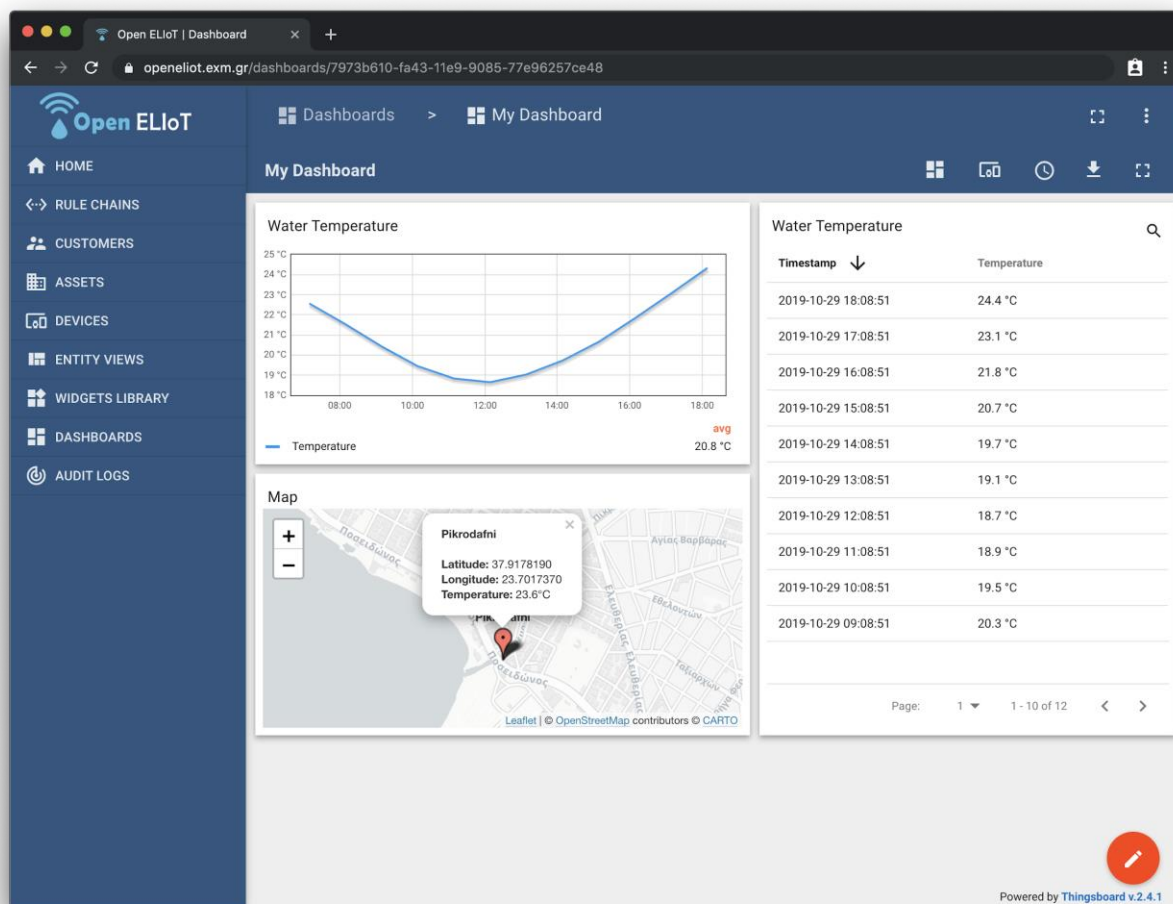 Open ELIoT | Dashboard
openeliot.exm.gr/dashboards/7973b610-fa43-11e9-9085-77e96257ce48
Open ELIoT
Dashboards > My Dashboard
My Dashboard
HOME
RULE CHAINS
CUSTOMERS
ASSETS
DEVICES
ENTITY VIEWS
WIDGETS LIBRARY
DASHBOARDS
AUDIT LOGS
Water Temperature
25 °C
24 °C
23 °C
22 °C
21 °C
20 °C
19 °C
18 °C
08:00 10:00 12:00 14:00 16:00 18:00
avg
Temperature 20.8 °C
Map
+
−
Pikrodafni
Latitude: 37.9178190
Longitude: 23.7017370
Temperature: 23.6°C
Ποσειδώνος
Αγίας Βαρβάρας
Εθελοντών
Ελευθερίας
Ελευθερίας
Ταξιαρχών
Ποσειδώνος
Leaflet | © OpenStreetMap contributors © CARTO
Water Temperature
Timestamp Temperature
2019-10-29 18:08:51 24.4 °C
2019-10-29 17:08:51 23.1 °C
2019-10-29 16:08:51 21.8 °C
2019-10-29 15:08:51 20.7 °C
2019-10-29 14:08:51 19.7 °C
2019-10-29 13:08:51 19.1 °C
2019-10-29 12:08:51 18.7 °C
2019-10-29 11:08:51 18.9 °C
2019-10-29 10:08:51 19.5 °C
2019-10-29 09:08:51 20.3 °C
Page: 1 1 - 10 of 12
Powered by Thingsboard v.2.4.1